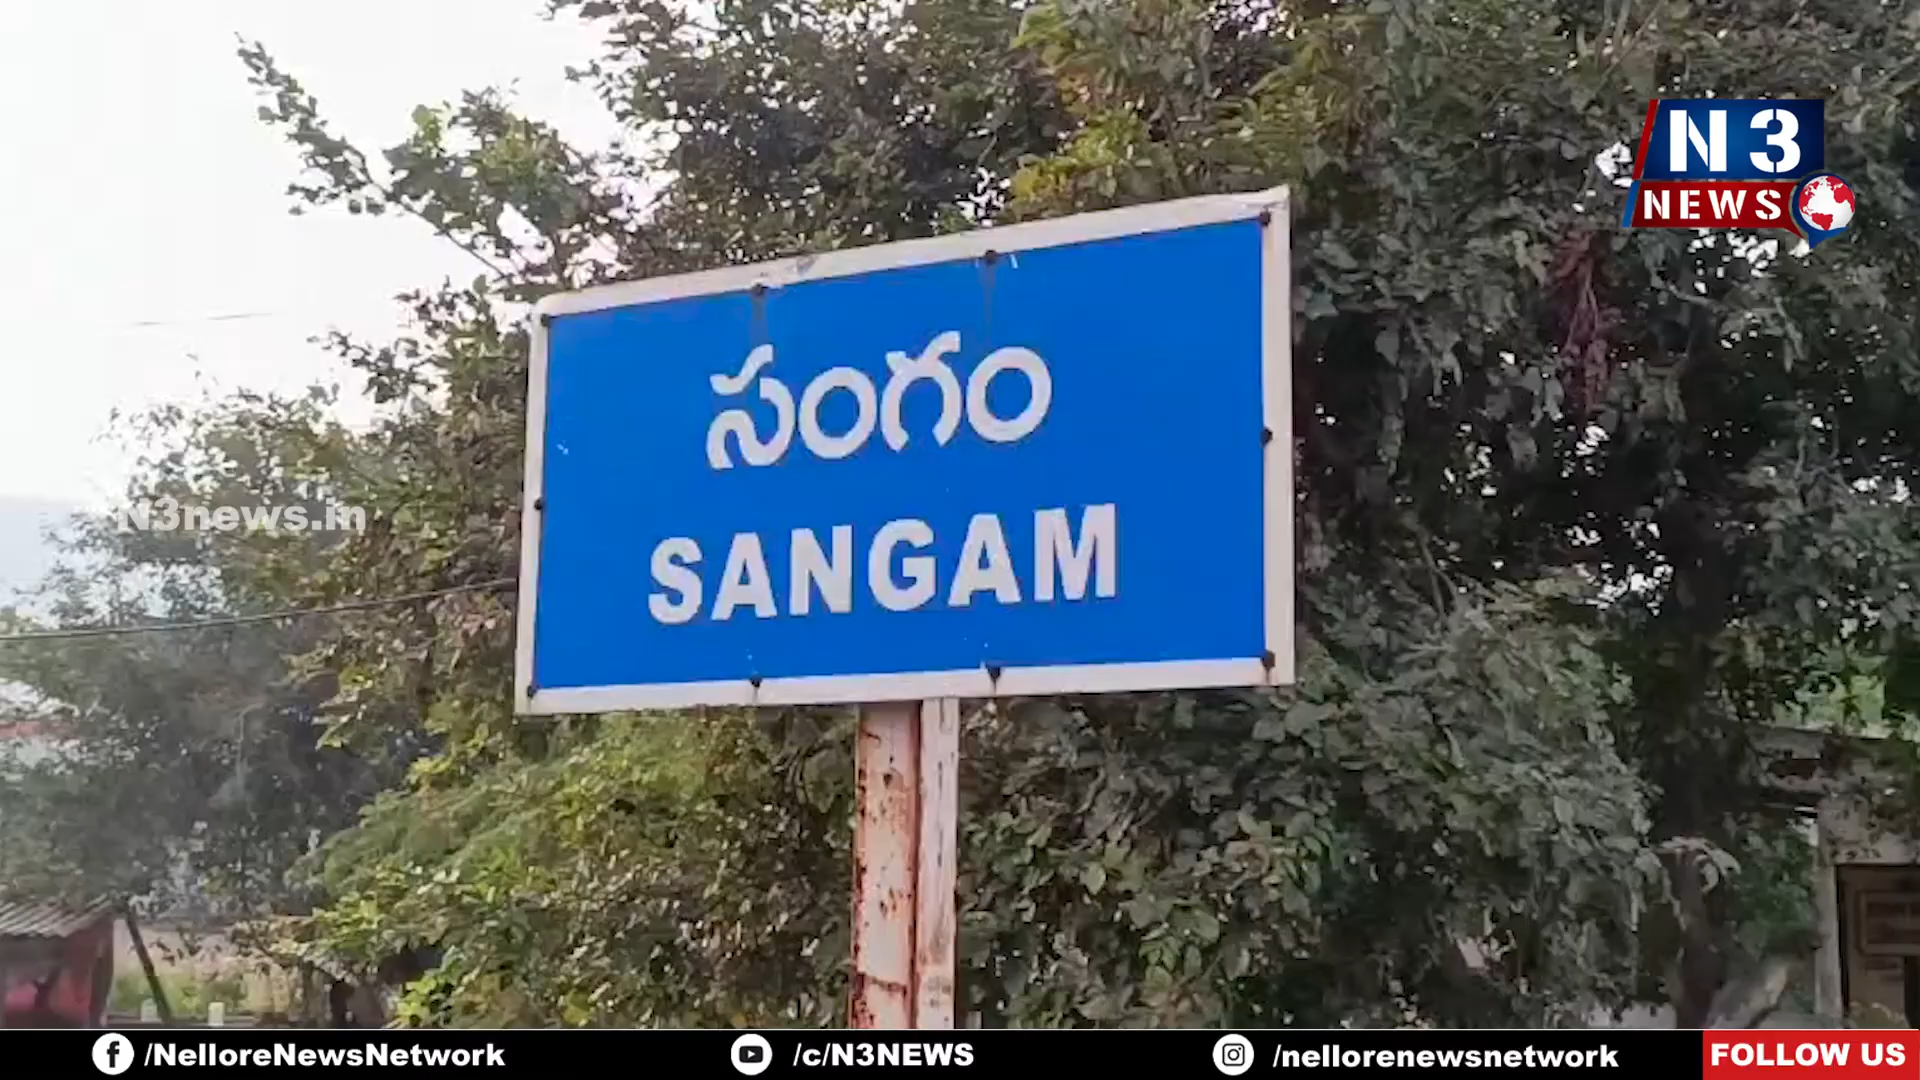 N3
NEWS
సంగం
N3news.in
SANGAM
/NelloreNewsNetwork
/c/N3NEWS
/nellorenewsnetwork
FOLLOW US